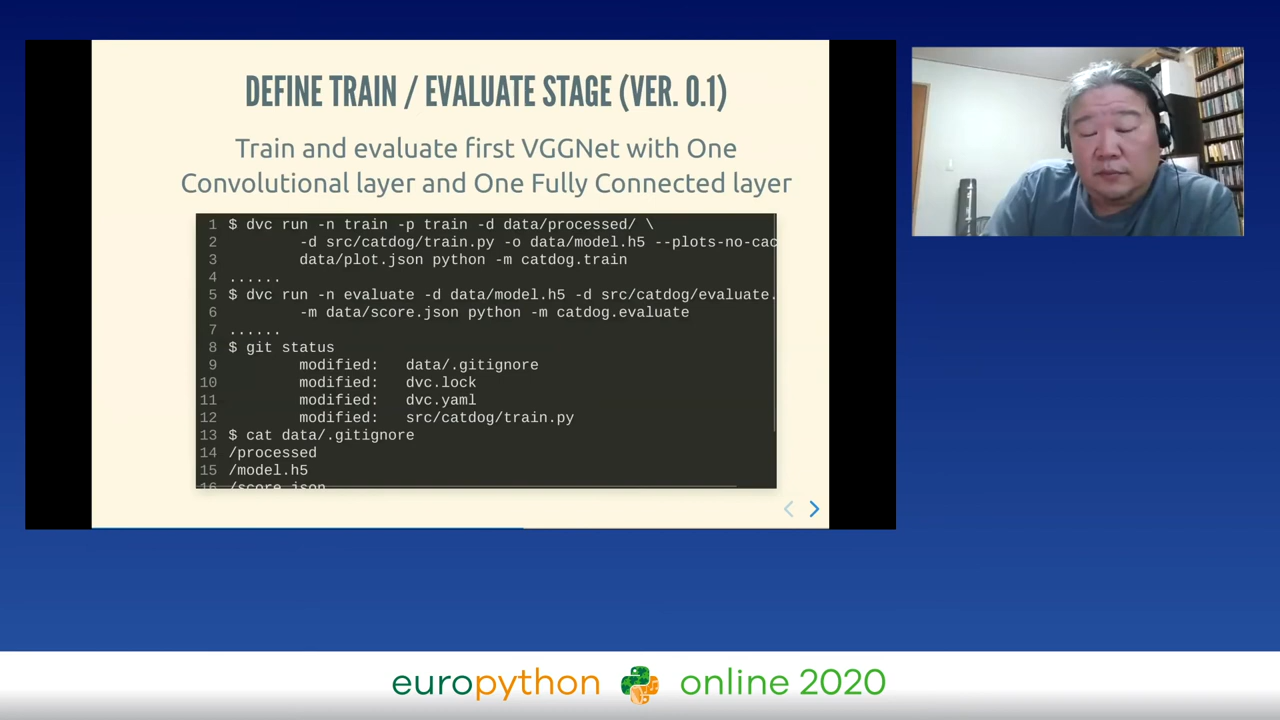 DEFINE TRAIN / EVALUATE STAGE (VER. 0.1)
Train and evaluate first VGGNet with One
Convolutional layer and One Fully Connected layer
1 $ dvc run -n train -p train -d data/processed/ \
2 -d src/catdog/train.py -o data/model.h5 --plots-no-cac
3 data/plot.json python -m catdog.train
4 ......
5 $ dvc run -n evaluate -d data/model.h5 -d src/catdog/evaluate.
6 -m data/score.json python -m catdog.evaluate
7 ......
8 $ git status
9 modified: data/.gitignore
10 modified: dvc.lock
11 modified: dvc.yaml
12 modified: src/catdog/train.py
13 $ cat data/.gitignore
14 /processed
15 /model.h5
16 /score.json
europython online 2020